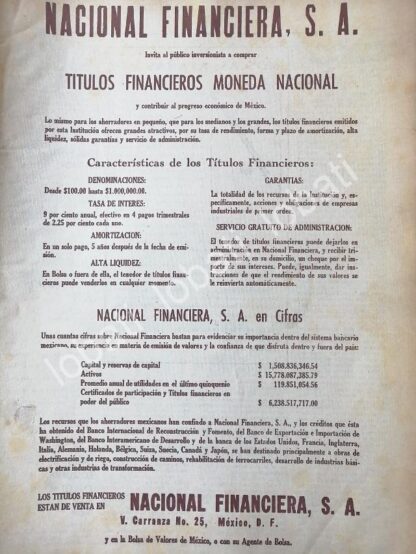 NACIONAL FINANCIERA, S. A.
Invita al público inversionista a comprar
TITULOS FINANCIEROS MONEDA NACIONAL
y contribuir al progreso económico de México.
Lo mismo para los ahorradores en pequeño, que para los medianos y los grandes, los títulos financieros emitidos
por esta Institución ofrecen grandes atractivos, por su tasa de rendimiento, forma y plazo de amortización, alta
liquidez, sólidas garantías y servicio de administración.
Características de los Títulos Financieros:
DENOMINACIONES:
Desde $100.00 hasta $1.000,000.00.
TASA DE INTERES:
9 por ciento anual, efectivo en 4 pagos trimestrales
de 2.25 por ciento cada uno.
AMORTIZACION:
En un solo pago, 5 años después de la fecha de emi-
sión.
ALTA LIQUIDEZ:
En Bolsa o fuera de ella, el tenedor de títulos finan-
cieros puede venderlos en cualquier momento.
GARANTIAS:
La totalidad de los recursos de la Institución y, es-
pecíficamente, acciones y obligaciones de empresas
industriales de primer orden.
SERVICIO GRATUITO DE ADMINISTRACION:
El tenedor de títulos financieros puede dejarlos en
administración en Nacional Financiera, y recibir tri-
mestralmente, en su domicilio, un cheque por el im-
porte de sus intereses. Puede, igualmente, dar ins-
trucciones de que el rendimiento de sus valores se
le reinvierta automáticamente.
NACIONAL FINANCIERA, S. A. en Cifras
Unas cuantas cifras sobre Nacional Financiera bastan para evidenciar su importancia dentro del sistema bancario
mexicano, su experiencia en materia de emisión de valores y la confianza de que disfruta dentro y fuera del país:
Capital y reservas de capital $ 1,508.836,346.54
Activos $ 15,778.087,385.79
Promedio anual de utilidades en el último quinquenio $ 119.851,054.56
Certificados de participación y Títulos financieros en
poder del público $ 6,238.517,717.00
Los recursos que los ahorradores mexicanos han confiado a Nacional Financiera, S. A., y los créditos que ésta
ha obtenido del Banco Internacional de Reconstrucción y Fomento, del Banco de Exportación e Importación de
Washington, del Banco Interamericano de Desarrollo y de la banca de los Estados Unidos, Francia, Inglaterra,
Italia, Alemania, Holanda, Bélgica, Suiza, Suecia, Canadá y Japón, se han destinado principalmente a obras de
electrificación y de riego, construcción de caminos, rehabilitación de ferrocarriles, desarrollo de industrias bási-
cas y otras industrias de transformación.
LOS TITULOS FINANCIEROS
ESTAN DE VENTA EN
NACIONAL FINANCIERA, S. A.
V. Carranza No. 25, México, D. F.
y en la Bolsa de Valores de México, o con su Agente de Bolsa.